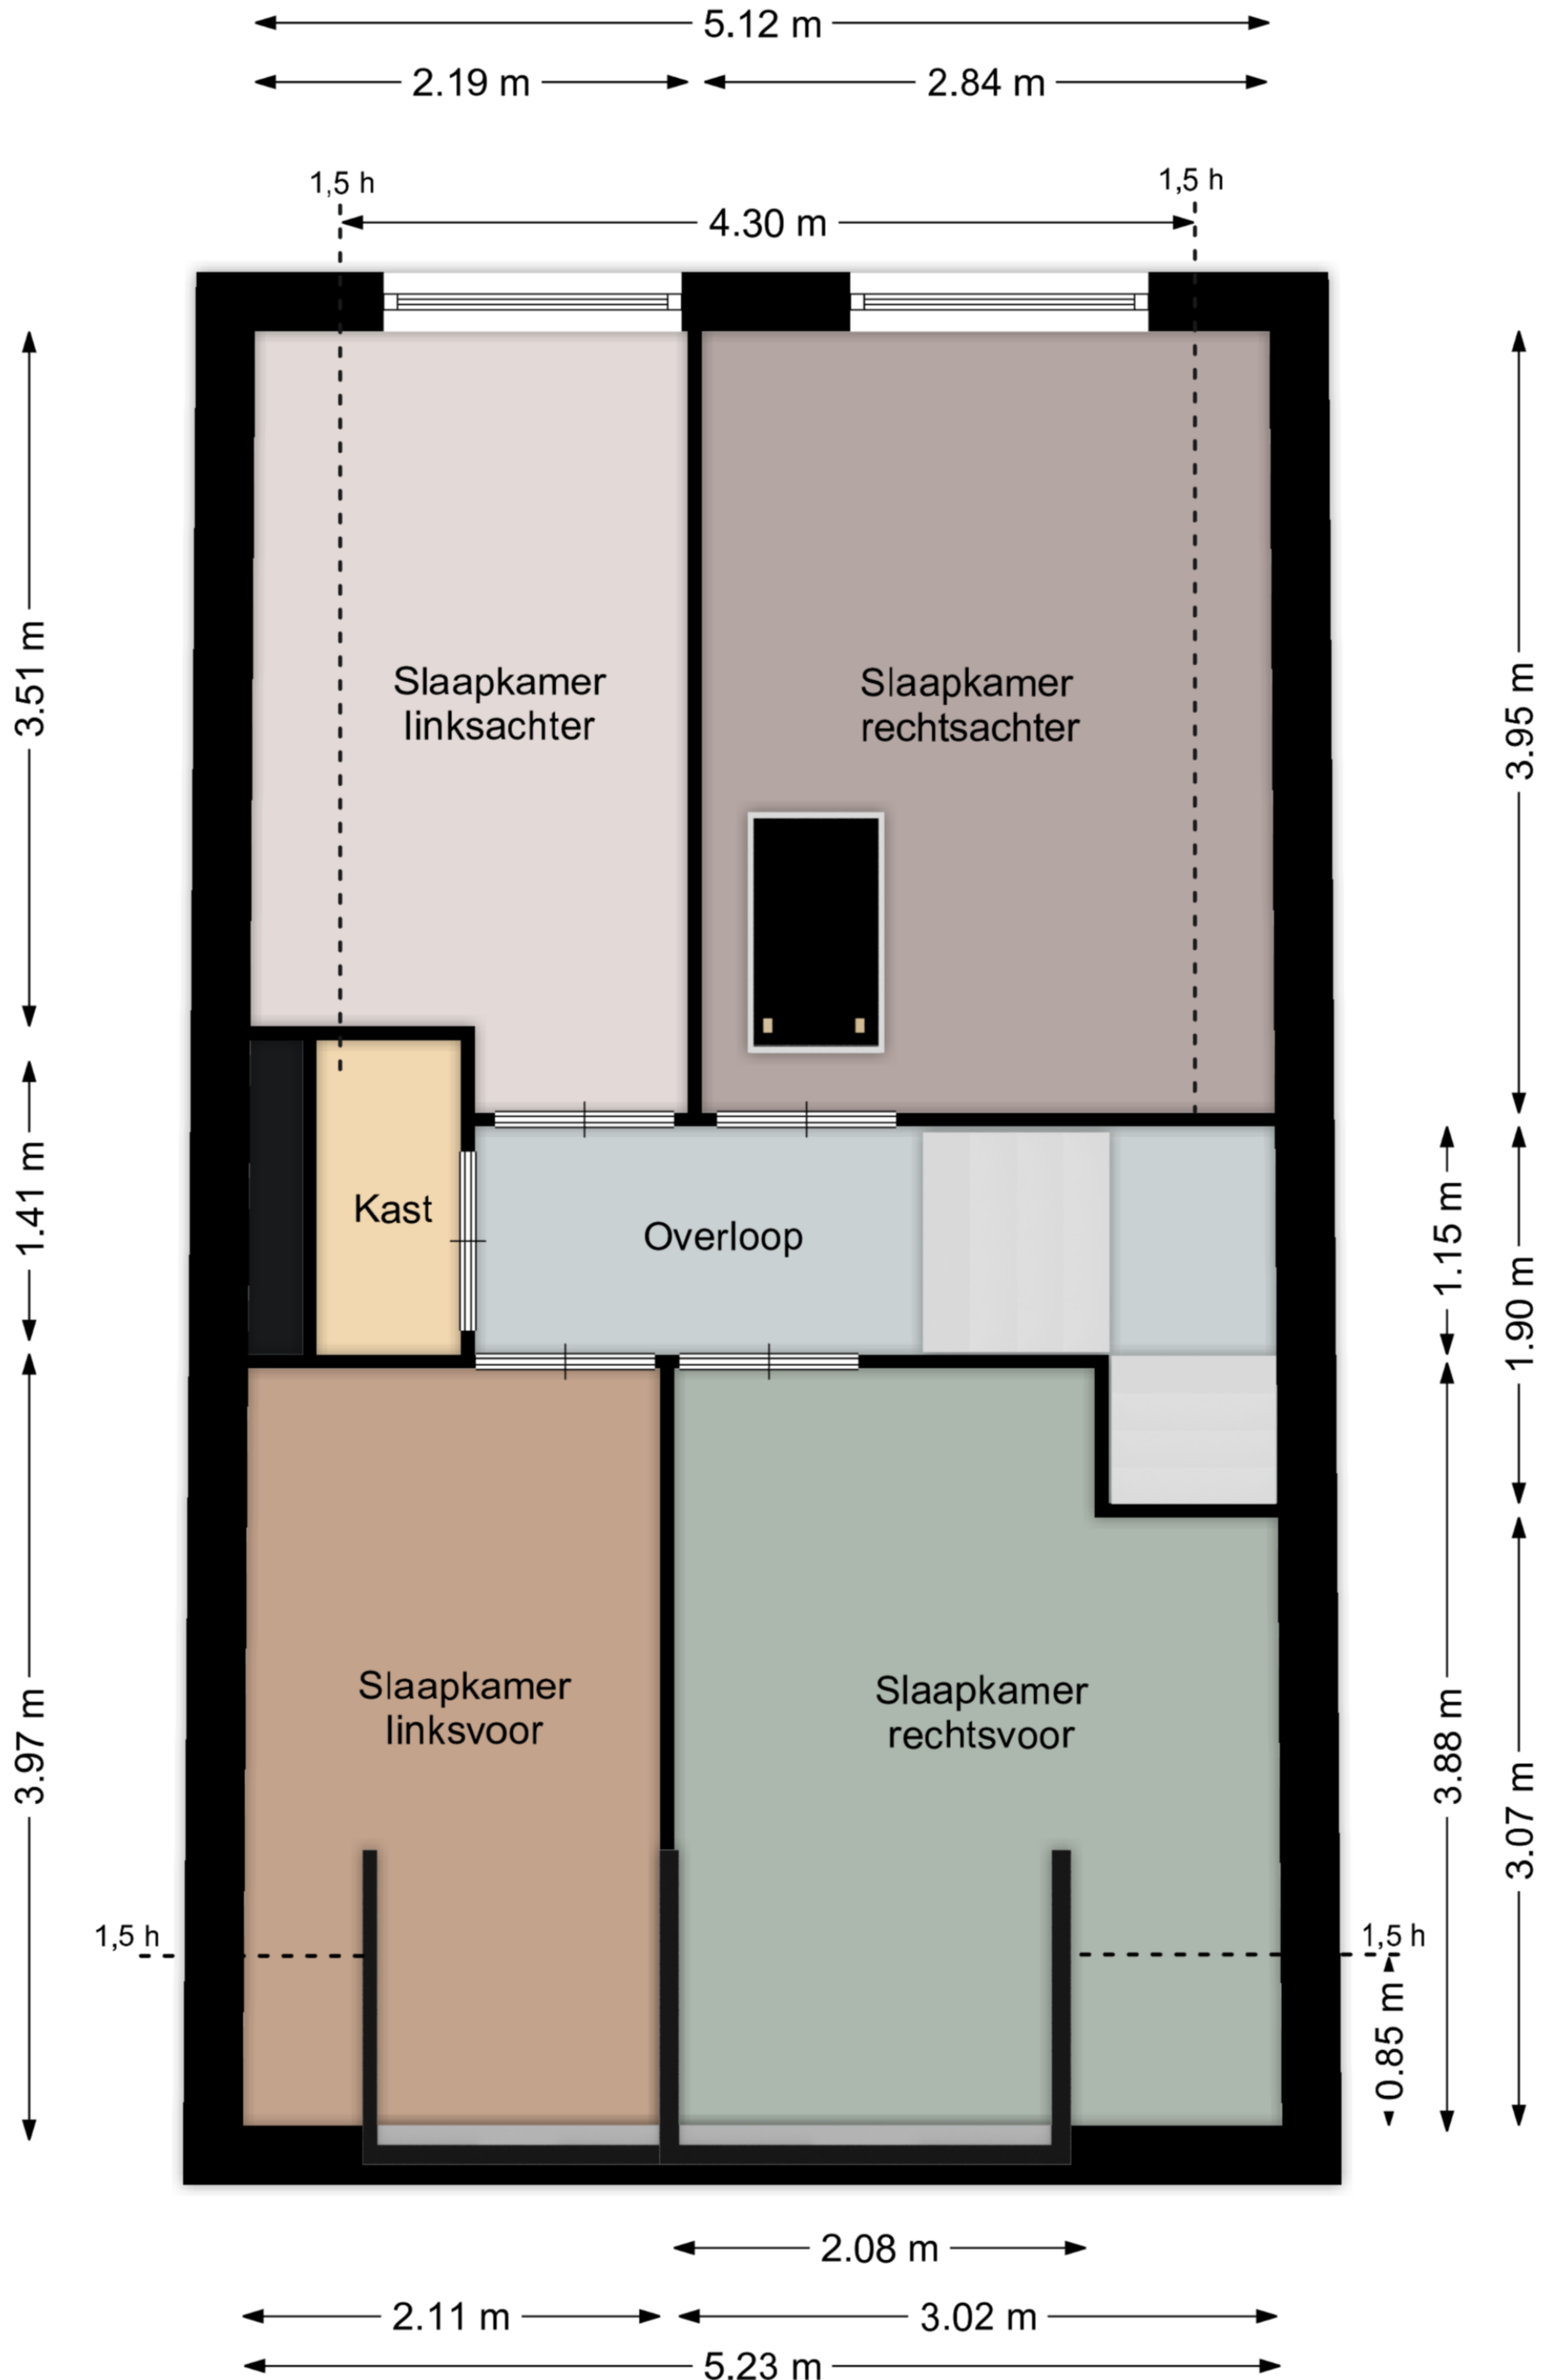 5.12 m
2.19 m
2.84 m
1,5 h
1,5 h
4.30 m
3.51 m
3.95 m
Slaapkamer
linksachter
Slaapkamer
rechtsachter
1.41 m
Kast
Overloop
1.15 m
1.90 m
3.97 m
Slaapkamer
linksvoor
Slaapkamer
rechtsvoor
3.88 m
3.07 m
1,5 h
1,5 h
0.85 m
2.08 m
2.11 m
3.02 m
5.23 m